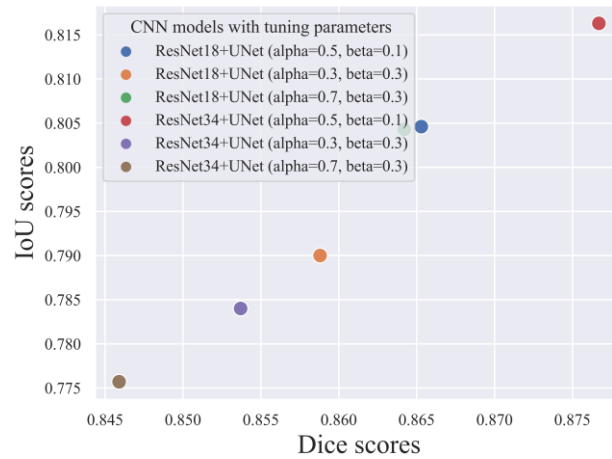 CNN models with tuning parameters
ResNet18+UNet (alpha=0.5, beta=0.1)
ResNet18+UNet (alpha=0.3, beta=0.3)
ResNet18+UNet (alpha=0.7, beta=0.3)
ResNet34+UNet (alpha=0.5, beta=0.1)
ResNet34+UNet (alpha=0.3, beta=0.3)
ResNet34+UNet (alpha=0.7, beta=0.3)
IoU scores
0.815
0.810
0.805
0.800
0.795
0.790
0.785
0.780
0.775
0.845 0.850 0.855 0.860 0.865 0.870 0.875
Dice scores